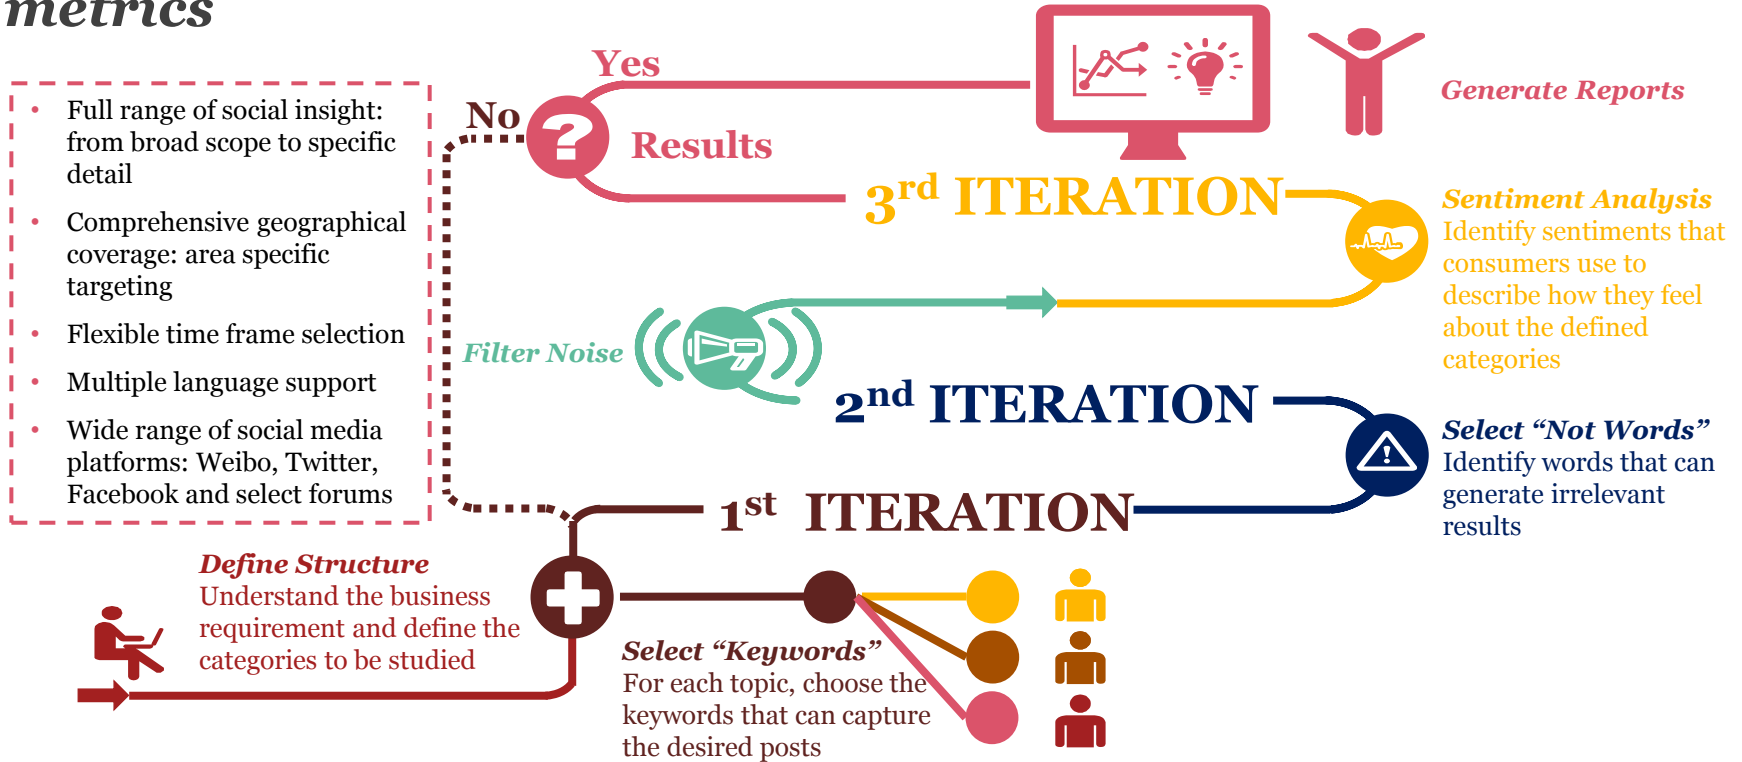 metrics
• Full range of social insight:
from broad scope to specific
detail
• Comprehensive geographical
coverage: area specific
targeting
• Flexible time frame selection
• Multiple language support
• Wide range of social media
platforms: Weibo, Twitter,
Facebook and select forums
Yes
No
?
Results
Generate Reports
3rd ITERATION
Sentiment Analysis
Identify sentiments that
consumers use to
describe how they feel
about the defined
categories
Filter Noise
2nd ITERATION
Select “Not Words”
Identify words that can
generate irrelevant
results
1st ITERATION
Define Structure
Understand the business
requirement and define the
categories to be studied
Select “Keywords”
For each topic, choose the
keywords that can capture
the desired posts